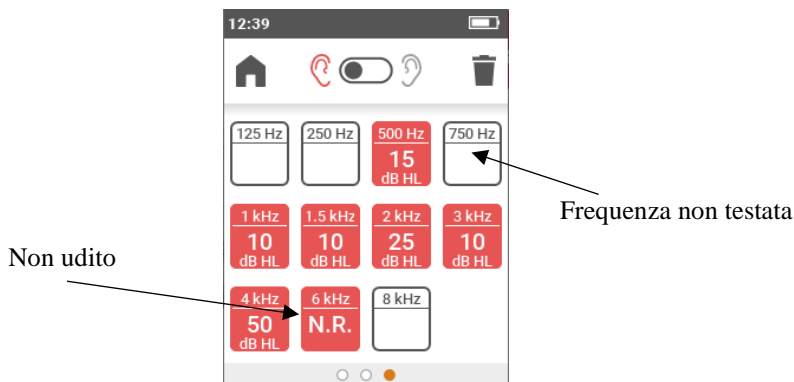 12:39
125 Hz 250 Hz 500 Hz 750 Hz
15
dB HL
Frequenza non testata
1 kHz 1.5 kHz 2 kHz 3 kHz
10 10 25 10
dB HL dB HL dB HL dB HL
Non udito
4 kHz 6 kHz 8 kHz
50 N.R.
dB HL